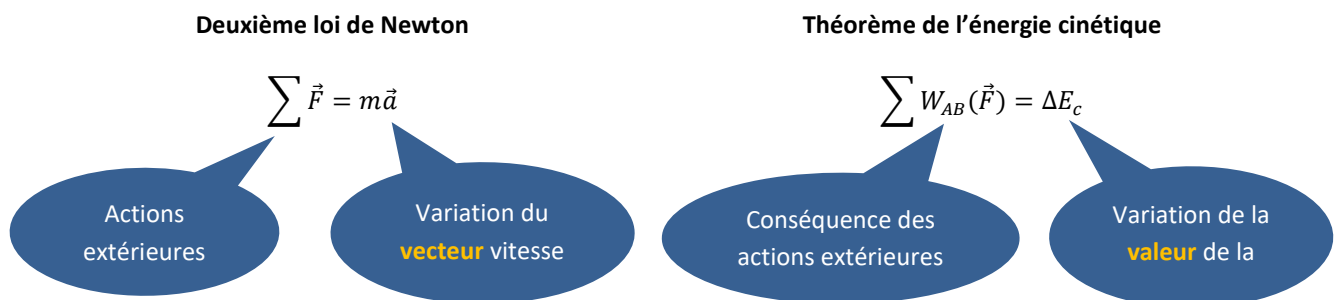 Deuxième loi de Newton
∑ F⃗ = ma⃗
Actions
extérieures
Variation du
vecteur vitesse
Théorème de l’énergie cinétique
∑ W_AB(F⃗) = ΔE_c
Conséquence des
actions extérieures
Variation de la
valeur de la